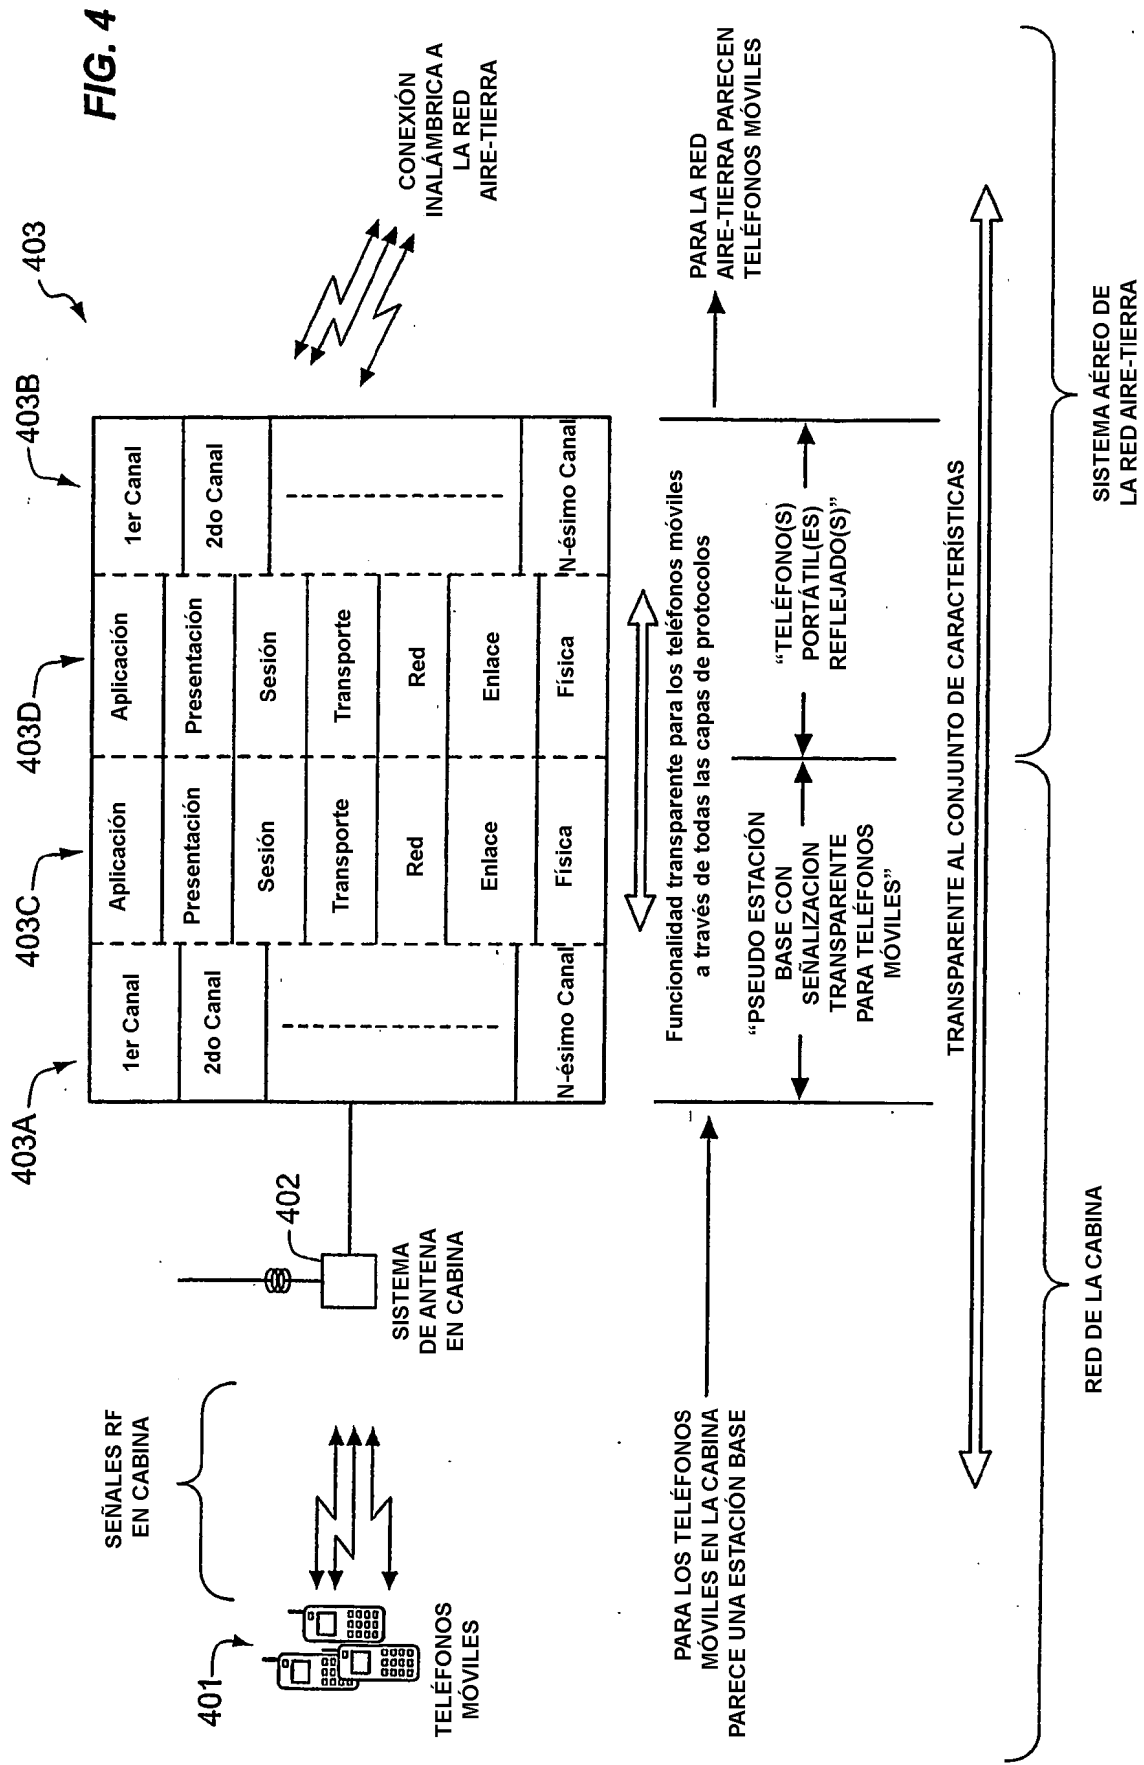 FIG. 4
403
403A
403C
403D
403B
1er Canal
2do Canal
N-ésimo Canal
Aplicación
Presentación
Sesión
Transporte
Red
Enlace
Física
Aplicación
Presentación
Sesión
Transporte
Red
Enlace
Física
1er Canal
2do Canal
N-ésimo Canal
SEÑALES RF
EN CABINA
401
TELÉFONOS
MÓVILES
402
SISTEMA
DE ANTENA
EN CABINA
CONEXIÓN
INALÁMBRICA A
LA RED
AIRE-TIERRA
Funcionalidad transparente para los teléfonos móviles
a través de todas las capas de protocolos
PARA LOS TELÉFONOS
MÓVILES EN LA CABINA
PARECE UNA ESTACIÓN BASE
“PSEUDO ESTACIÓN
BASE CON
SEÑALIZACION
TRANSPARENTE
PARA TELÉFONOS
MÓVILES”
“TELÉFONO(S)
PORTÁTIL(ES)
REFLEJADO(S)”
PARA LA RED
AIRE-TIERRA PARECEN
TELÉFONOS MÓVILES
TRANSPARENTE AL CONJUNTO DE CARACTERÍSTICAS
RED DE LA CABINA
SISTEMA AÉREO DE
LA RED AIRE-TIERRA